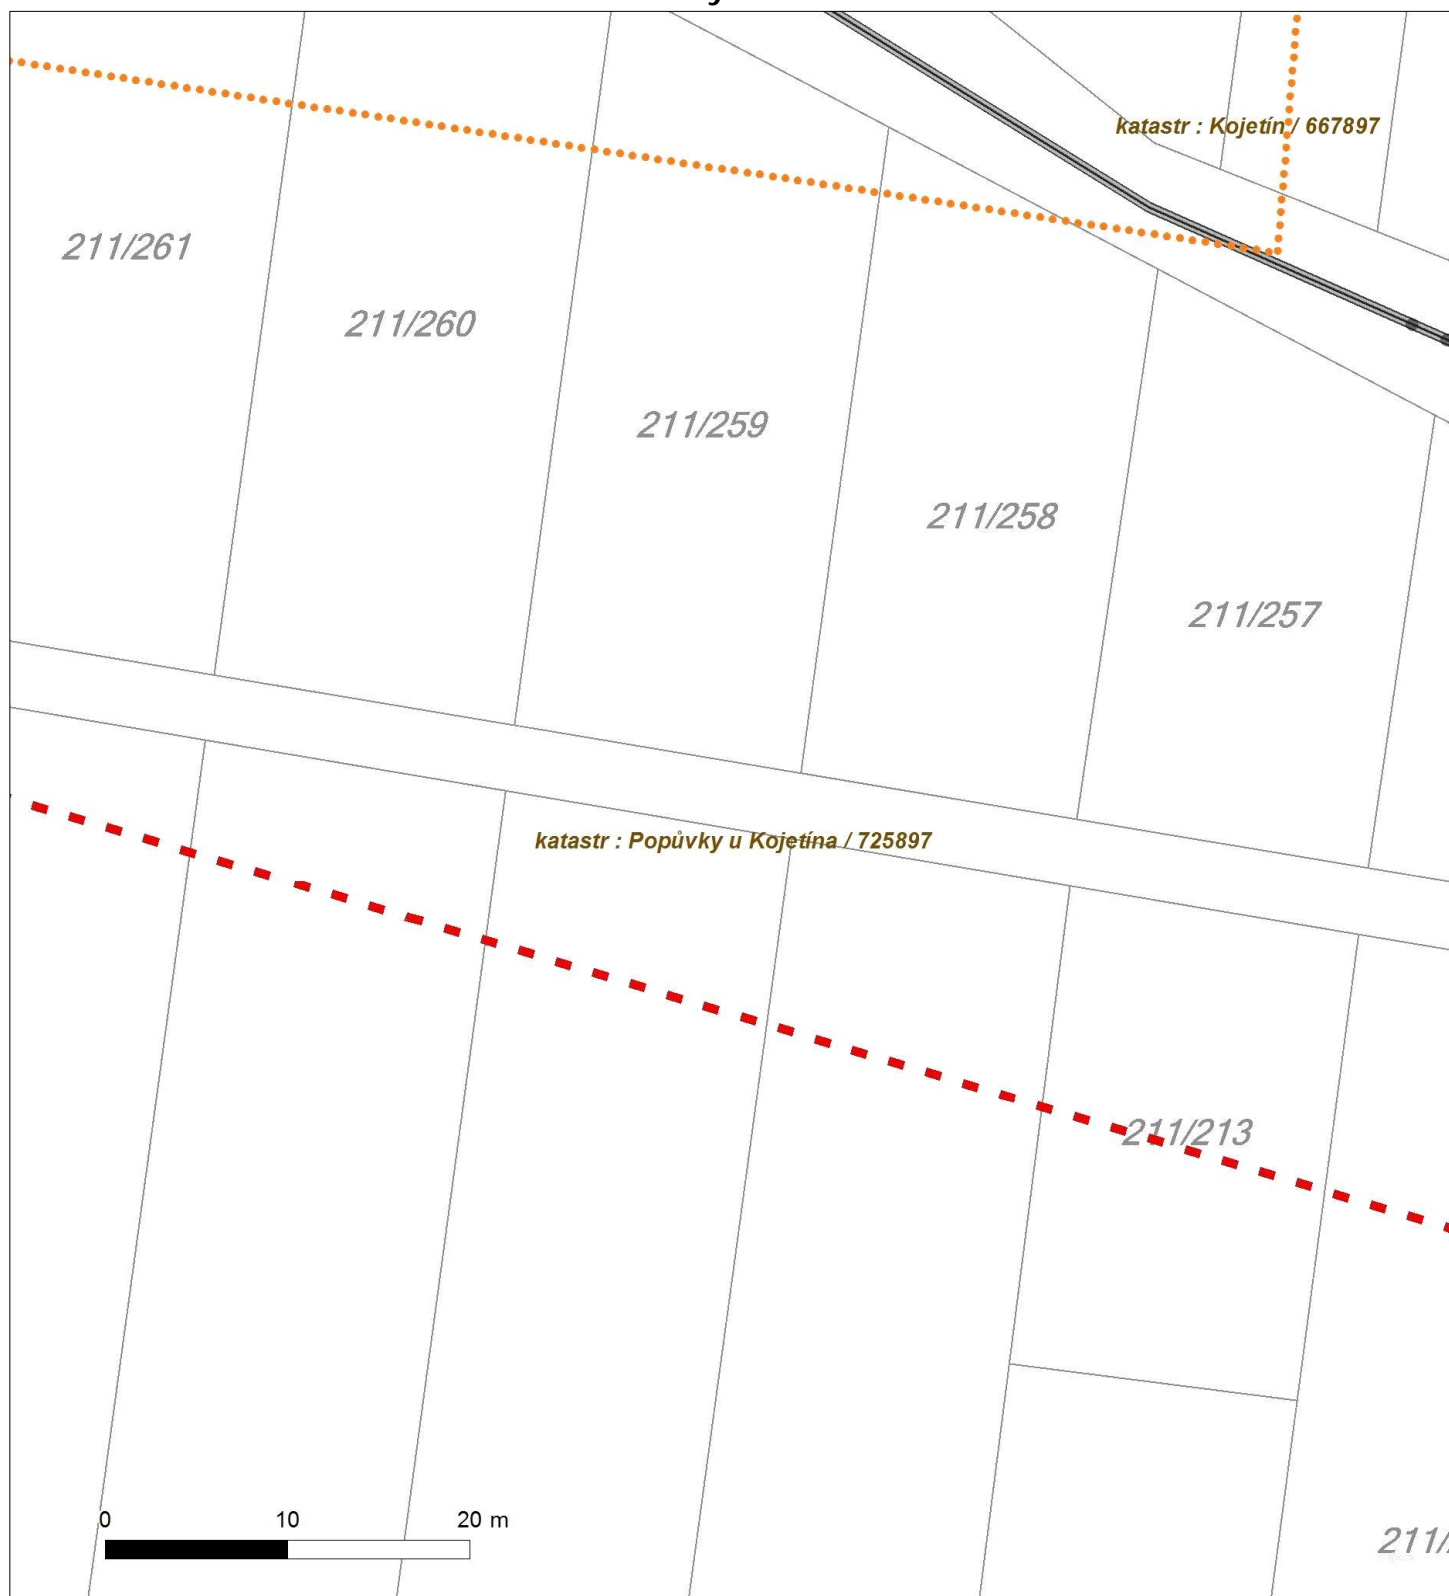 katastr : Kojetín / 667897
211/261
211/260
211/259
211/258
211/257
katastr : Popůvky u Kojetína / 725897
211/213
0 10 20 m
211/